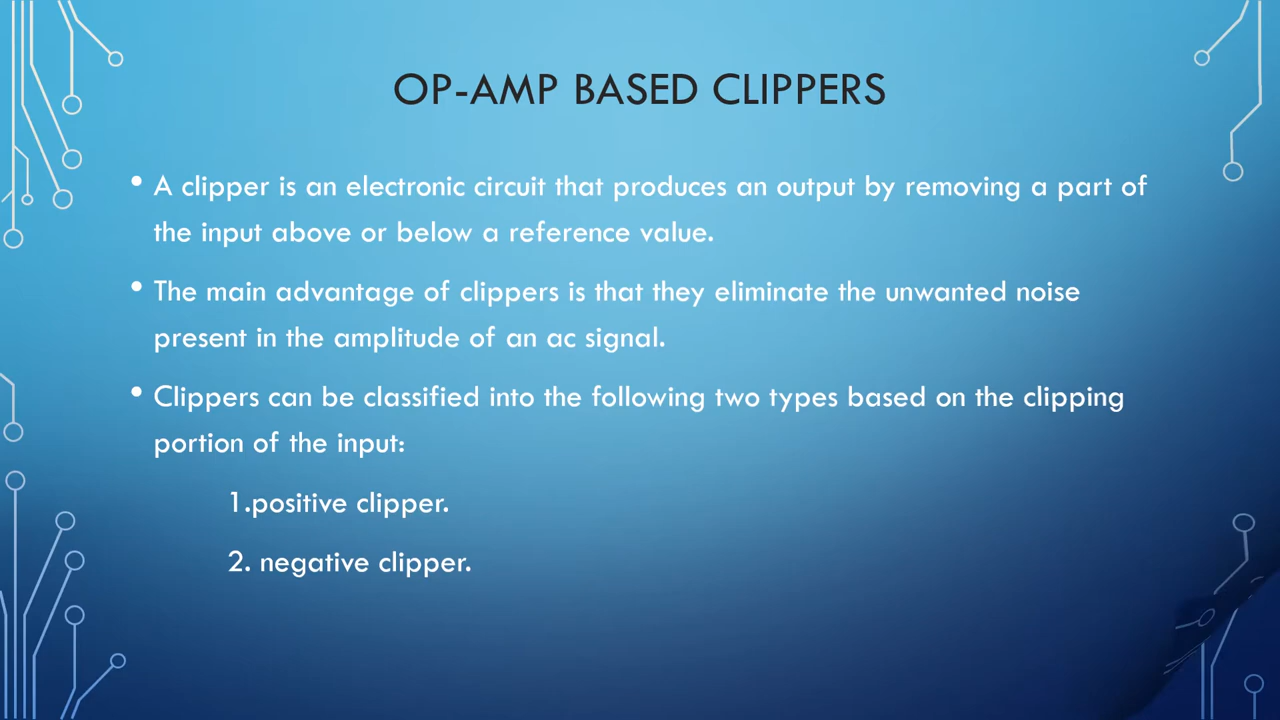 OP-AMP BASED CLIPPERS
• A clipper is an electronic circuit that produces an output by removing a part of
the input above or below a reference value.
• The main advantage of clippers is that they eliminate the unwanted noise
present in the amplitude of an ac signal.
• Clippers can be classified into the following two types based on the clipping
portion of the input:
1.positive clipper.
2. negative clipper.